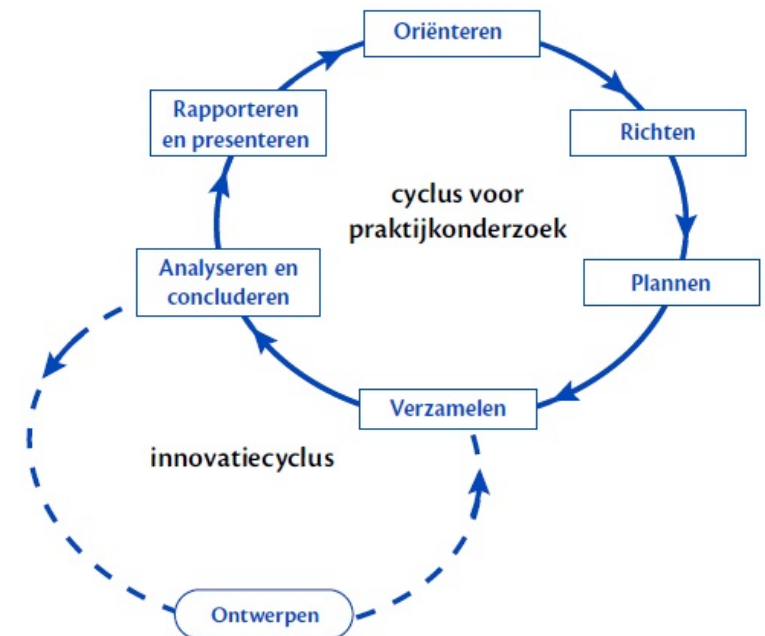 Oriënteren
Rapporteren
en presenteren
Richten
cyclus voor
praktijkonderzoek
Analyseren en
concluderen
Plannen
Verzamelen
innovatiecyclus
Ontwerpen